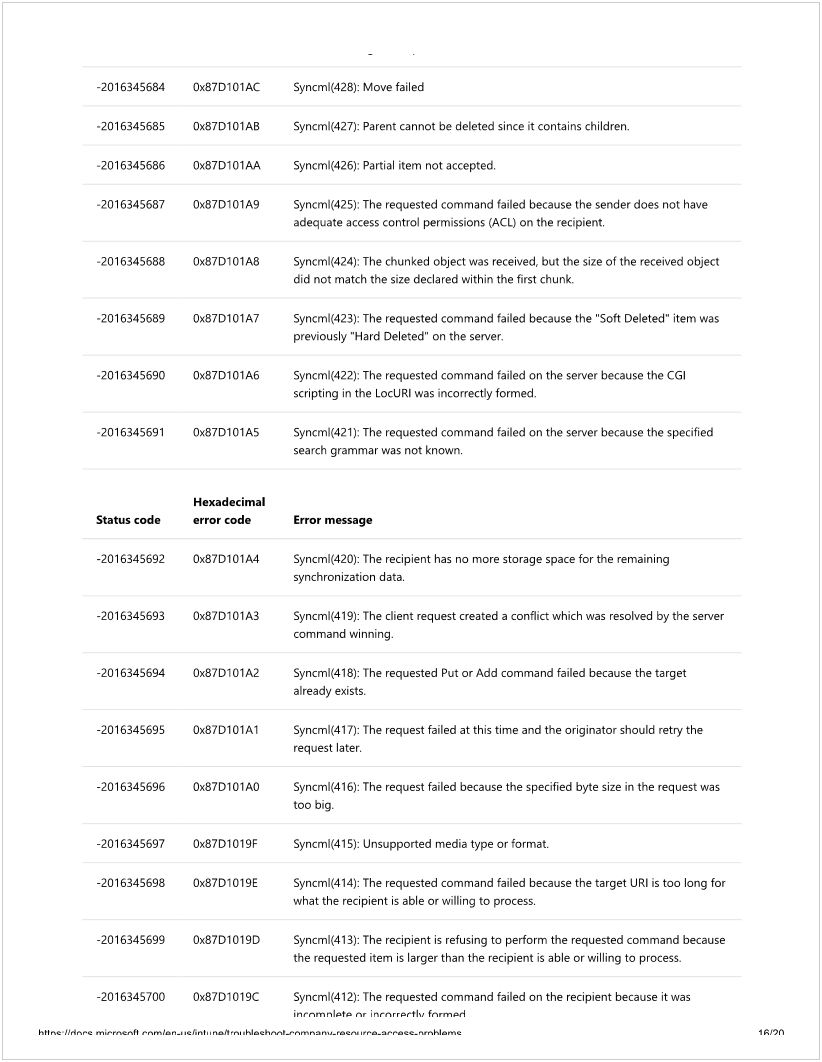 -2016345684 0x87D101AC Syncml(428): Move failed
-2016345685 0x87D101AB Syncml(427): Parent cannot be deleted since it contains children.
-2016345686 0x87D101AA Syncml(426): Partial item not accepted.
-2016345687 0x87D101A9 Syncml(425): The requested command failed because the sender does not have
adequate access control permissions (ACL) on the recipient.
-2016345688 0x87D101A8 Syncml(424): The chunked object was received, but the size of the received object
did not match the size declared within the first chunk.
-2016345689 0x87D101A7 Syncml(423): The requested command failed because the "Soft Deleted" item was
previously "Hard Deleted" on the server.
-2016345690 0x87D101A6 Syncml(422): The requested command failed on the server because the CGI
scripting in the LocURI was incorrectly formed.
-2016345691 0x87D101A5 Syncml(421): The requested command failed on the server because the specified
search grammar was not known.
Hexadecimal
Status code error code Error message
-2016345692 0x87D101A4 Syncml(420): The recipient has no more storage space for the remaining
synchronization data.
-2016345693 0x87D101A3 Syncml(419): The client request created a conflict which was resolved by the server
command winning.
-2016345694 0x87D101A2 Syncml(418): The requested Put or Add command failed because the target
already exists.
-2016345695 0x87D101A1 Syncml(417): The request failed at this time and the originator should retry the
request later.
-2016345696 0x87D101A0 Syncml(416): The request failed because the specified byte size in the request was
too big.
-2016345697 0x87D1019F Syncml(415): Unsupported media type or format.
-2016345698 0x87D1019E Syncml(414): The requested command failed because the target URI is too long for
what the recipient is able or willing to process.
-2016345699 0x87D1019D Syncml(413): The recipient is refusing to perform the requested command because
the requested item is larger than the recipient is able or willing to process.
-2016345700 0x87D1019C Syncml(412): The requested command failed on the recipient because it was
incomplete or incorrectly formed.
https://docs.microsoft.com/en-us/intune/troubleshoot-company-resource-access-problems 16/20